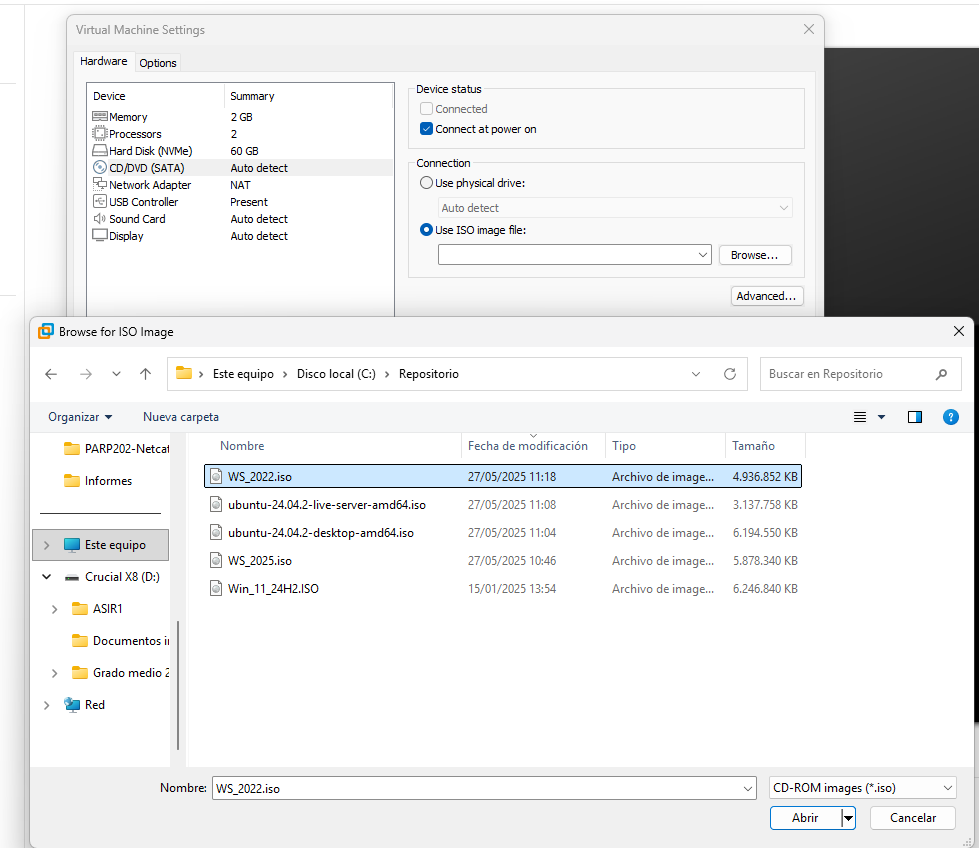 Virtual Machine Settings
Hardware Options
Device Summary
Memory 2 GB
Processors 2
Hard Disk (NVMe) 60 GB
CD/DVD (SATA) Auto detect
Network Adapter NAT
USB Controller Present
Sound Card Auto detect
Display Auto detect
Device status
Connected
Connect at power on
Connection
Use physical drive:
Auto detect
Use ISO image file:
Browse...
Advanced...
Browse for ISO Image
Este equipo Disco local (C:) Repositorio
Buscar en Repositorio
Organizar Nueva carpeta
PARP202-Netcat
Informes
Este equipo
Crucial X8 (D:)
ASIR1
Documentos in
Grado medio 2
Red
Nombre Fecha de modificación Tipo Tamaño
WS_2022.iso 27/05/2025 11:18 Archivo de image... 4.936.852 KB
ubuntu-24.04.2-live-server-amd64.iso 27/05/2025 11:08 Archivo de image... 3.137.758 KB
ubuntu-24.04.2-desktop-amd64.iso 27/05/2025 11:04 Archivo de image... 6.194.550 KB
WS_2025.iso 27/05/2025 10:46 Archivo de image... 5.878.340 KB
Win_11_24H2.ISO 15/01/2025 13:54 Archivo de image... 6.246.840 KB
Nombre: WS_2022.iso CD-ROM images (*.iso)
Abrir Cancelar